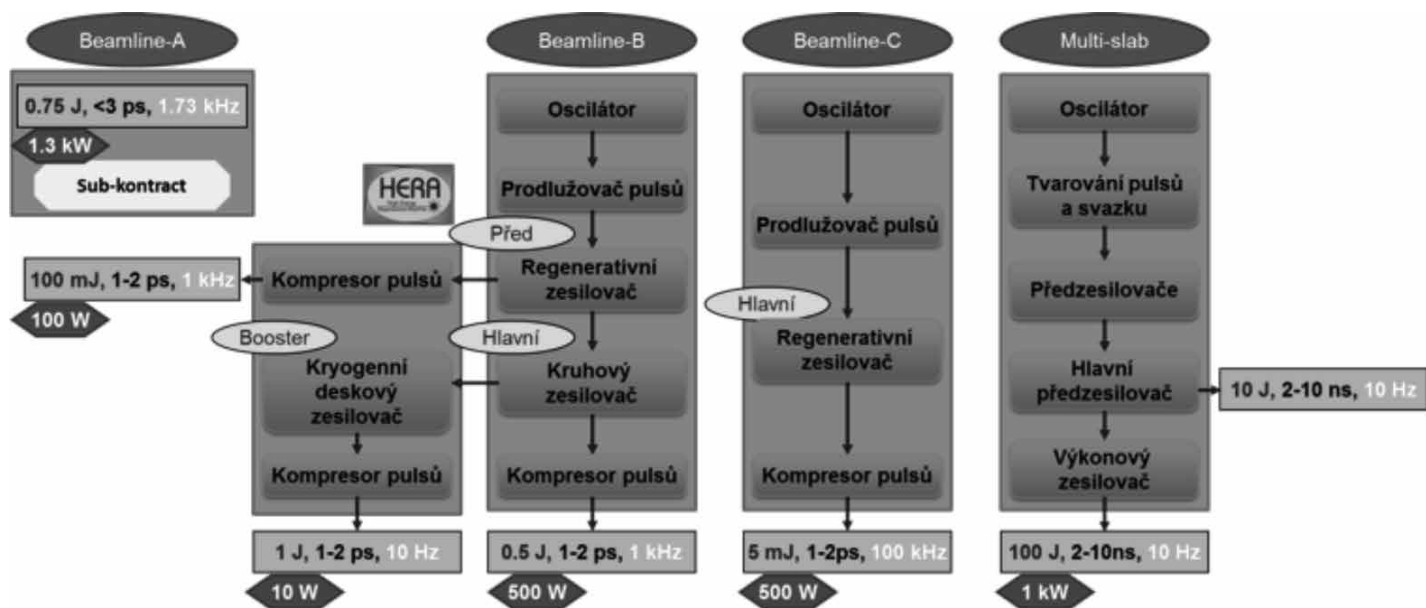 Beamline-A
0.75 J, <3 ps, 1.73 kHz
1.3 kW
Sub-kontract
HERA
100 mJ, 1-2 ps, 1 kHz
100 W
Kompresor pulsů
Booster
Kryogenní
deskový
zesilovač
Kompresor pulsů
1 J, 1-2 ps, 10 Hz
10 W
Beamline-B
Oscilátor
Prodlužovač pulsů
Před
Regenerativní
zesilovač
Hlavní
Kruhový
zesilovač
Kompresor pulsů
0.5 J, 1-2 ps, 1 kHz
500 W
Beamline-C
Oscilátor
Prodlužovač pulsů
Hlavní
Regenerativní
zesilovač
Kompresor pulsů
5 mJ, 1-2ps, 100 kHz
500 W
Multi-slab
Oscilátor
Tvarování pulsů
a svazku
Předzesilovače
Hlavní
předzesilovač
10 J, 2-10 ns, 10 Hz
Výkonový
zesilovač
100 J, 2-10ns, 10 Hz
1 kW